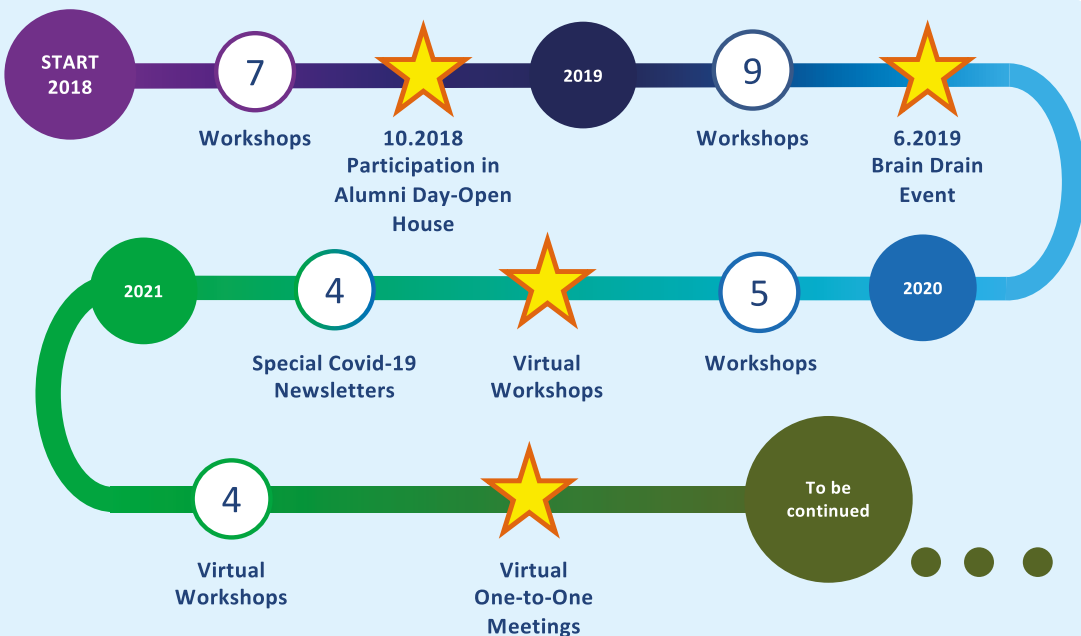 START
2018
7
Workshops
10.2018
Participation in
Alumni Day-Open
House
2019
9
Workshops
6.2019
Brain Drain
Event
2020
5
Workshops
Virtual
Workshops
4
Special Covid-19
Newsletters
2021
4
Virtual
Workshops
Virtual
One-to-One
Meetings
To be
continued